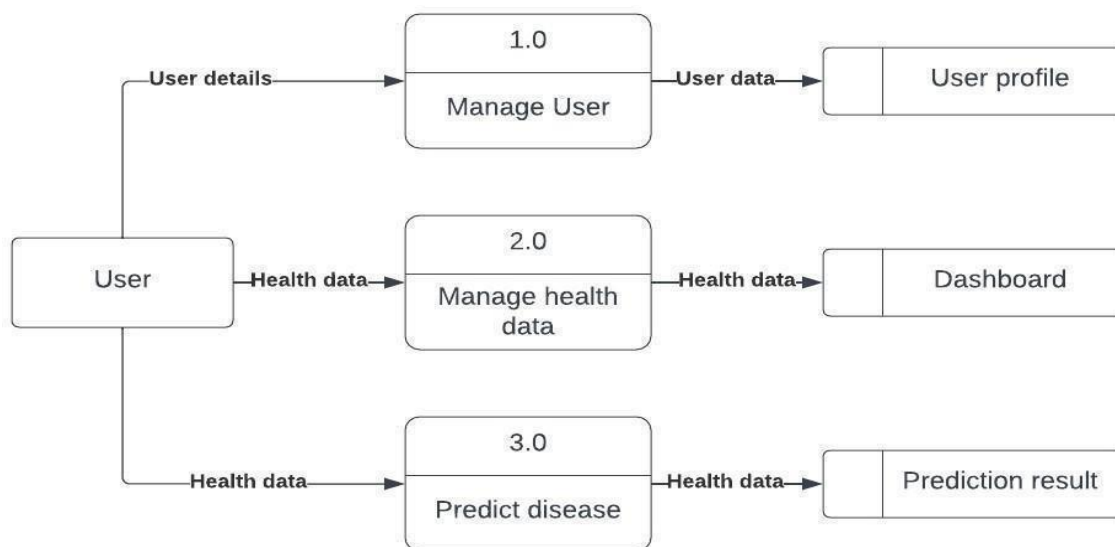 1.0
User details
User data
User profile
Manage User
2.0
User
Health data
Health data
Dashboard
Manage health
data
3.0
Health data
Health data
Prediction result
Predict disease